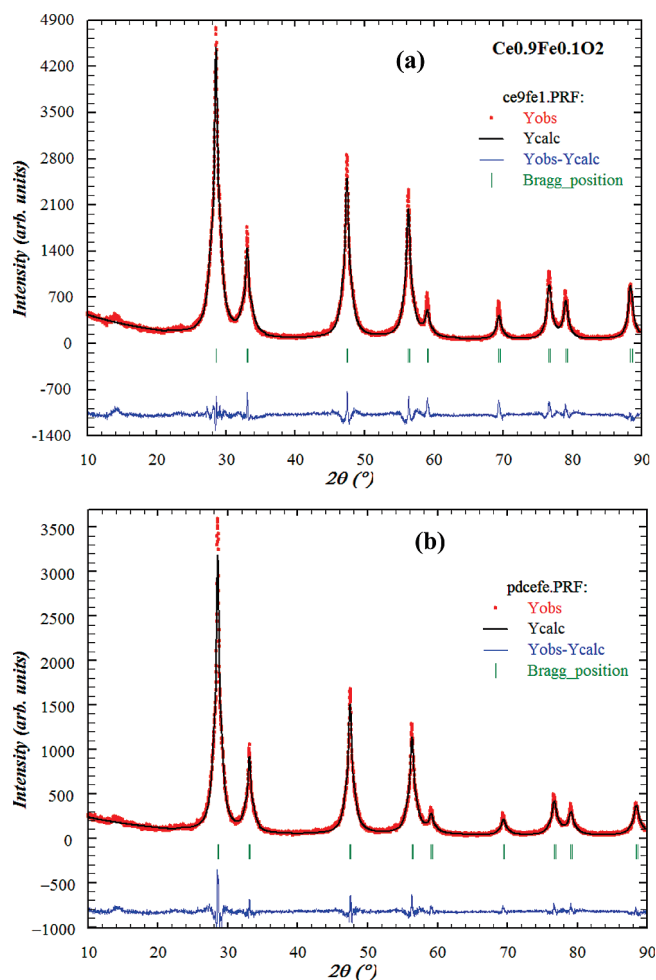 4900
4200
3500
2800
2100
1400
700
0
-700
-1400
Intensity (arb. units)
(a)
Ce0.9Fe0.1O2
ce9fe1.PRF:
Yobs
Ycalc
Yobs-Ycalc
Bragg_position
10 20 30 40 50 60 70 80 90
2θ (°)
3500
3000
2500
2000
1500
1000
500
0
−500
−1000
Intensity (arb. units)
(b)
pdcefe.PRF:
Yobs
Ycalc
Yobs-Ycalc
Bragg_position
10 20 30 40 50 60 70 80 90
2θ (°)